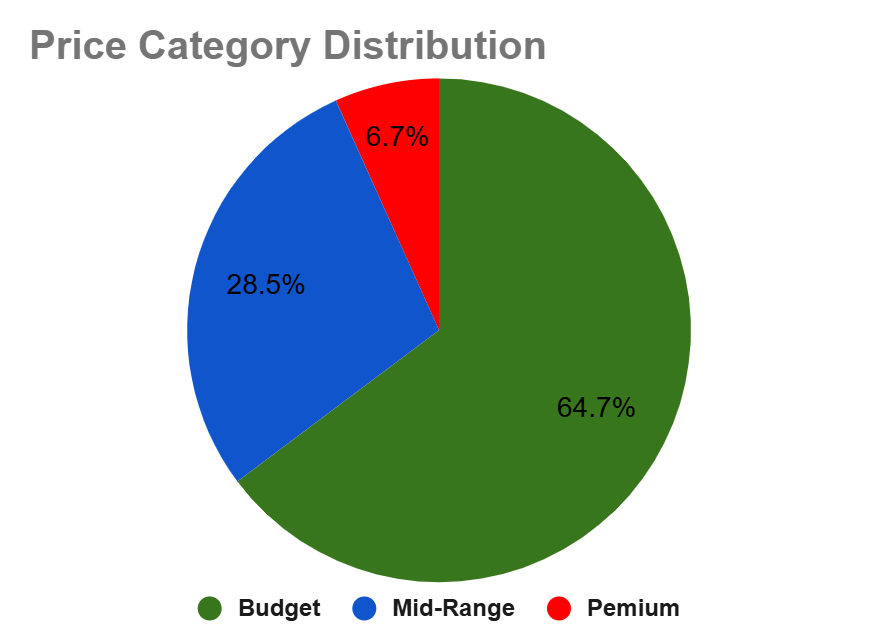 Price Category Distribution
6.7%
28.5%
64.7%
Budget Mid-Range Pemium